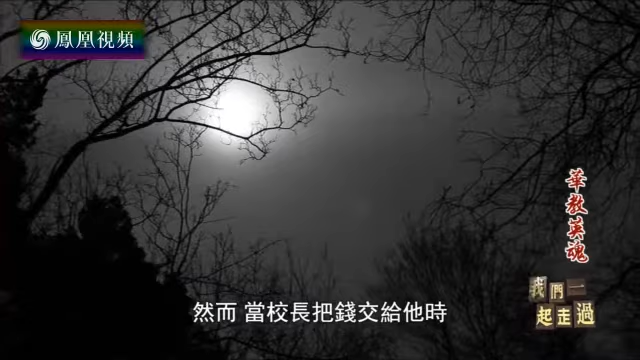 鳳凰視頻
華教英魂
我們一
起走過
然而 當校長把錢交給他時